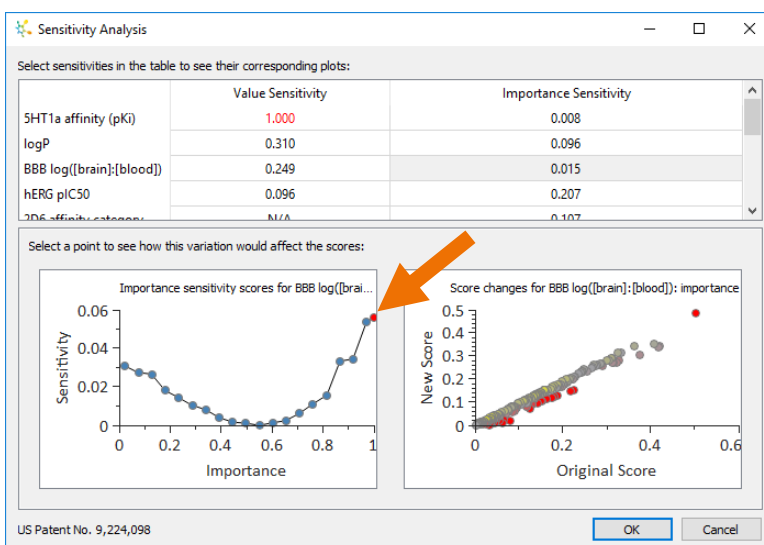 Sensitivity Analysis
Select sensitivities in the table to see their corresponding plots:
Value Sensitivity Importance Sensitivity
5HT1a affinity (pKi) 1.000 0.008
logP 0.310 0.096
BBB log([brain]:[blood]) 0.249 0.015
hERG pIC50 0.096 0.207
2D6 affinity category N/A 0.107
Select a point to see how this variation would affect the scores:
Importance sensitivity scores for BBB log([brai...
0.06
0.04
0.02
0
Sensitivity
0 0.2 0.4 0.6 0.8 1
Importance
Score changes for BBB log([brain]:[blood]): importance
0.5
0.4
0.3
0.2
0.1
0
New Score
0 0.2 0.4 0.6
Original Score
US Patent No. 9,224,098
OK Cancel